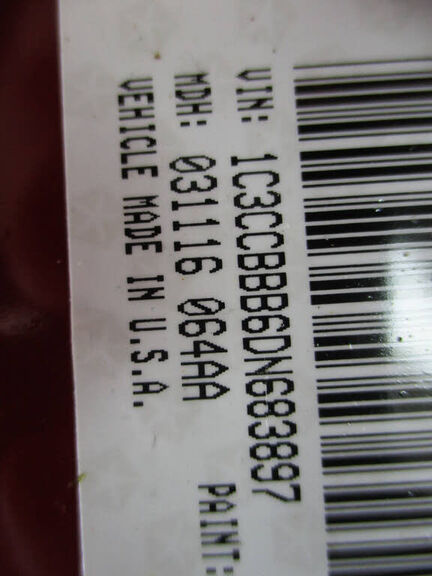 VIN: 1C3CCBBB6DN683897
MDH: 031116 064AA PAINT:
VEHICLE MADE IN U.S.A.